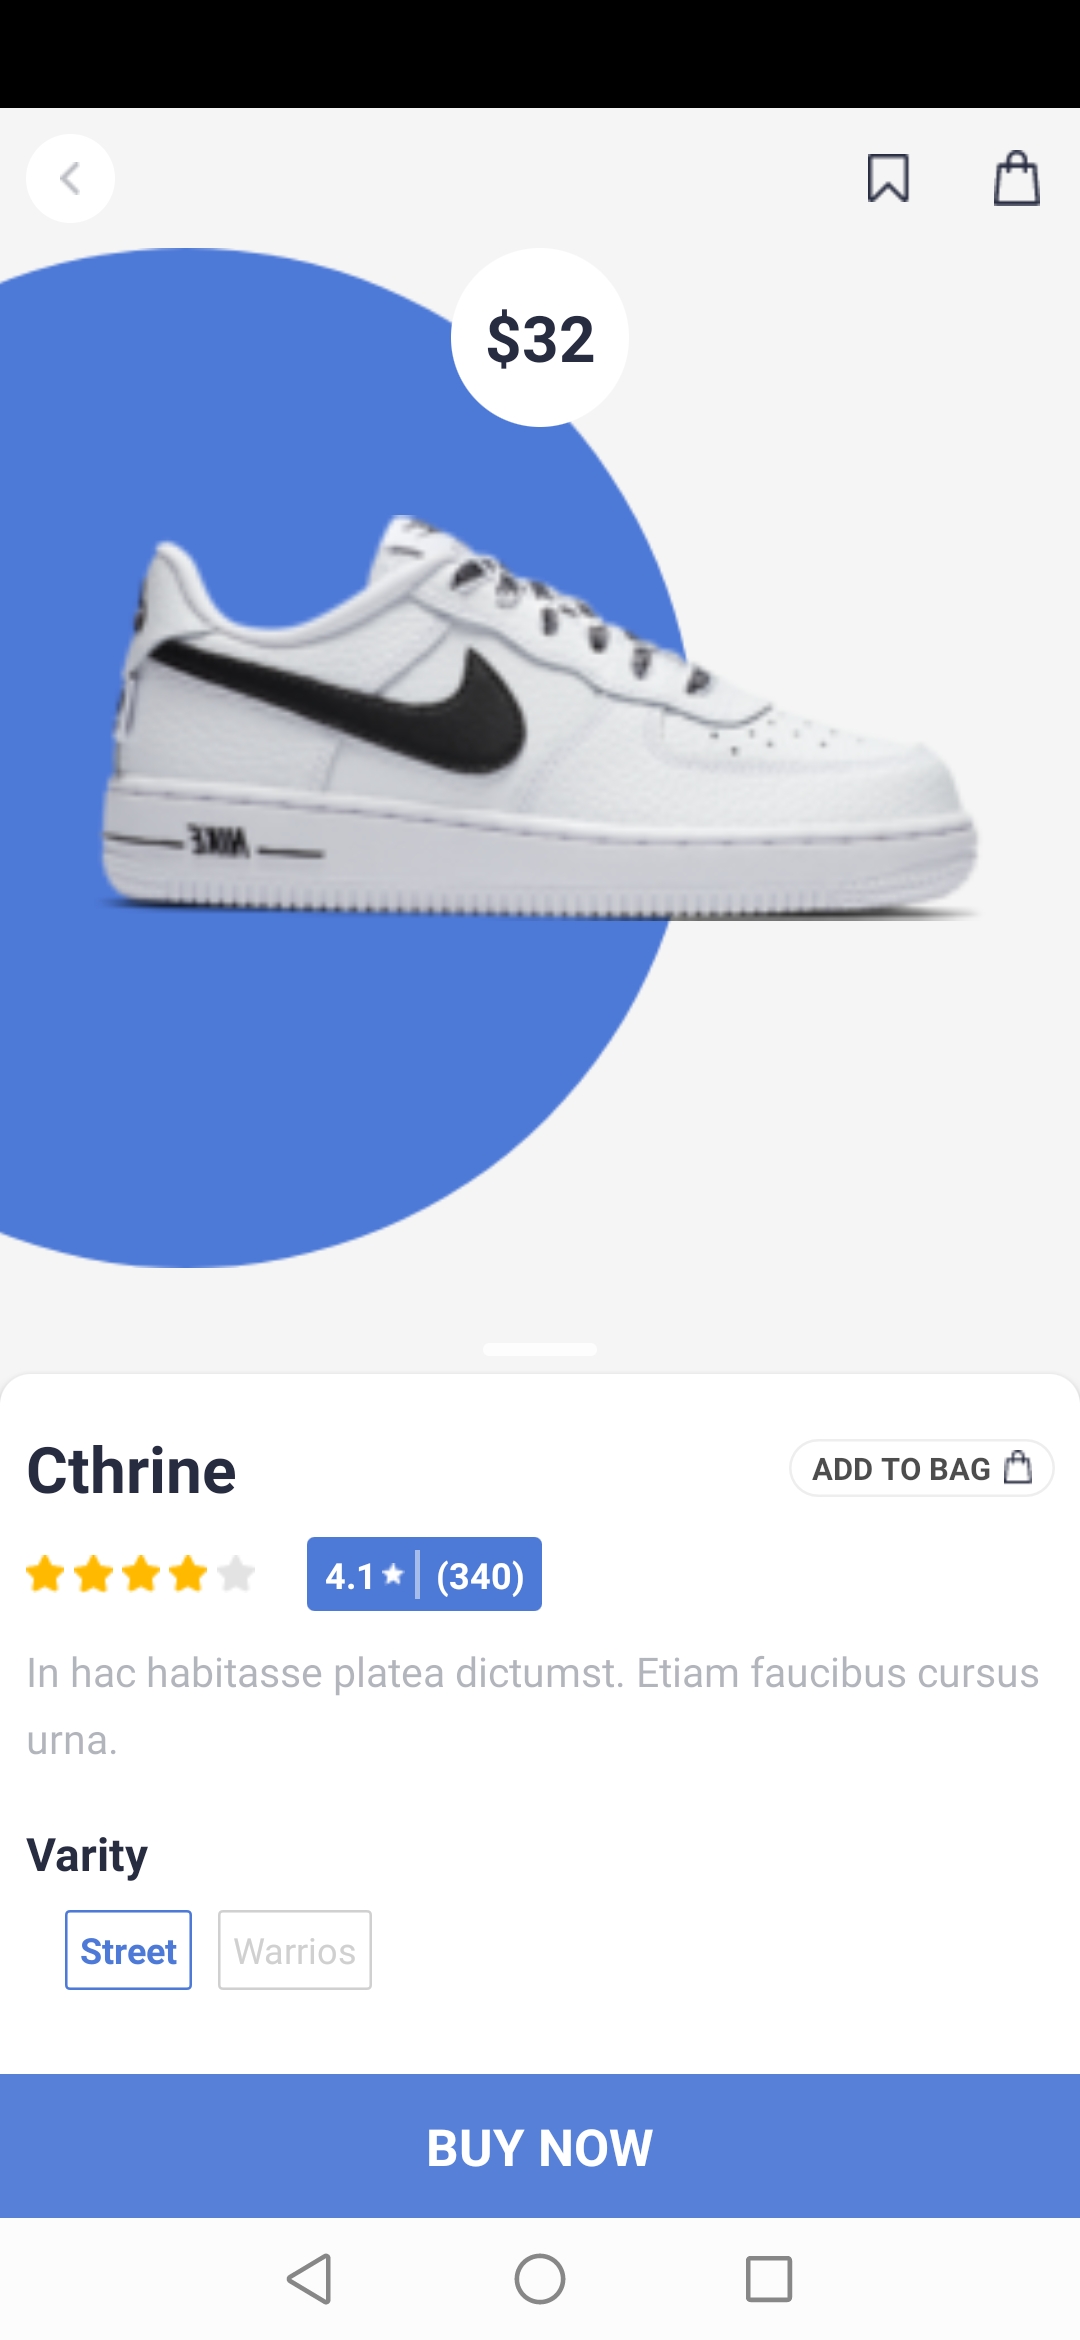 $32
NIKE
Cthrine
ADD TO BAG
4.1 (340)
In hac habitasse platea dictumst. Etiam faucibus cursus
urna.
Varity
Street Warrios
BUY NOW